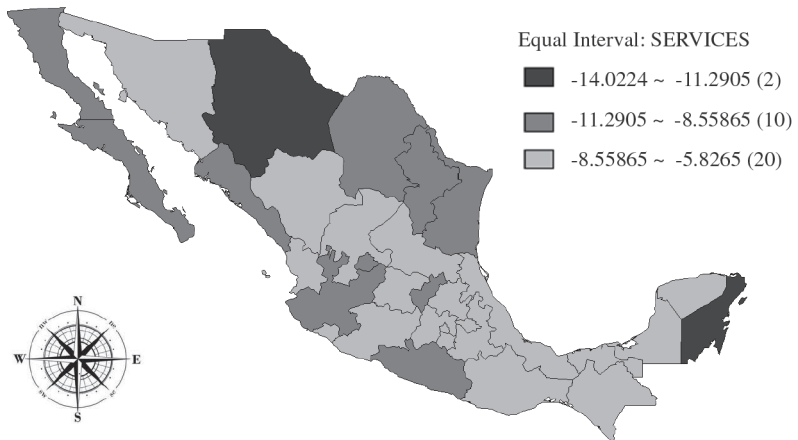 Equal Interval: SERVICES
-14.0224 ~ -11.2905 (2)
-11.2905 ~ -8.55865 (10)
-8.55865 ~ -5.8265 (20)
N
W
E
S